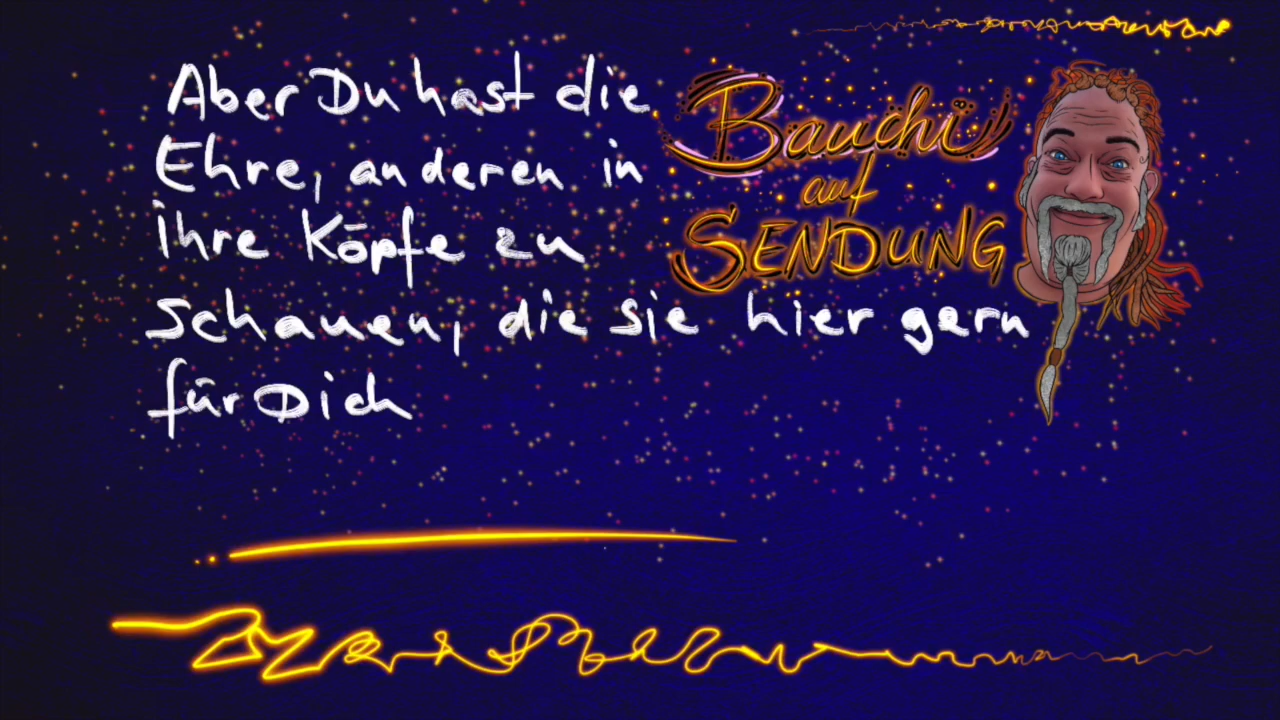 Aber Du hast die
Ehre, anderen in
ihre Köpfe zu
schauen, die sie hier gern
für Dich
Bauchi
auf
SENDUNG